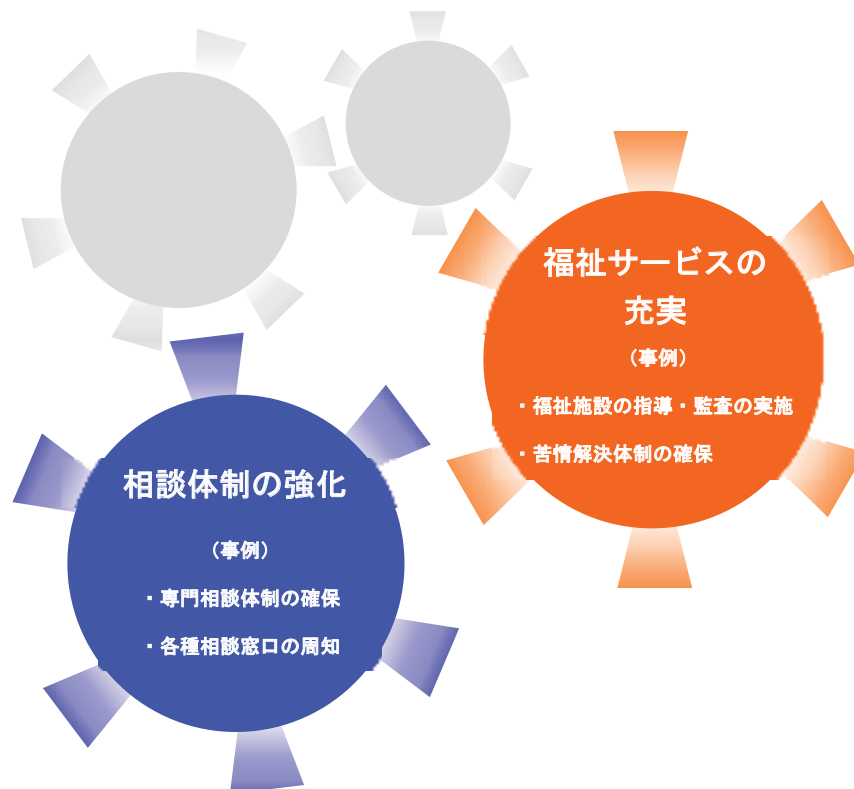 福祉サービスの
充実
（事例）
・福祉施設の指導・監査の実施
・苦情解決体制の確保
相談体制の強化
（事例）
・専門相談体制の確保
・各種相談窓口の周知